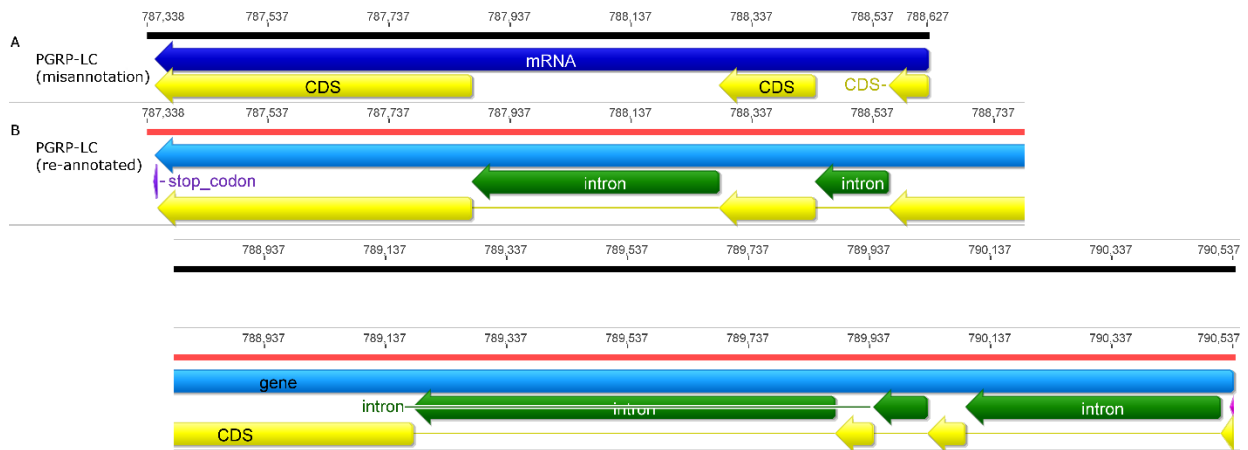 787,338 787,537 787,737 787,937 788,137 788,337 788,537 788,627
A
PGRP-LC
(misannotation)
mRNA
CDS CDS CDS
787,338 787,537 787,737 787,937 788,137 788,337 788,537 788,737
B
PGRP-LC
(re-annotated)
stop_codon intron intron
788,937 789,137 789,337 789,537 789,737 789,937 790,137 790,337 790,537
788,937 789,137 789,337 789,537 789,737 789,937 790,137 790,337 790,537
gene
intron intron intron
CDS